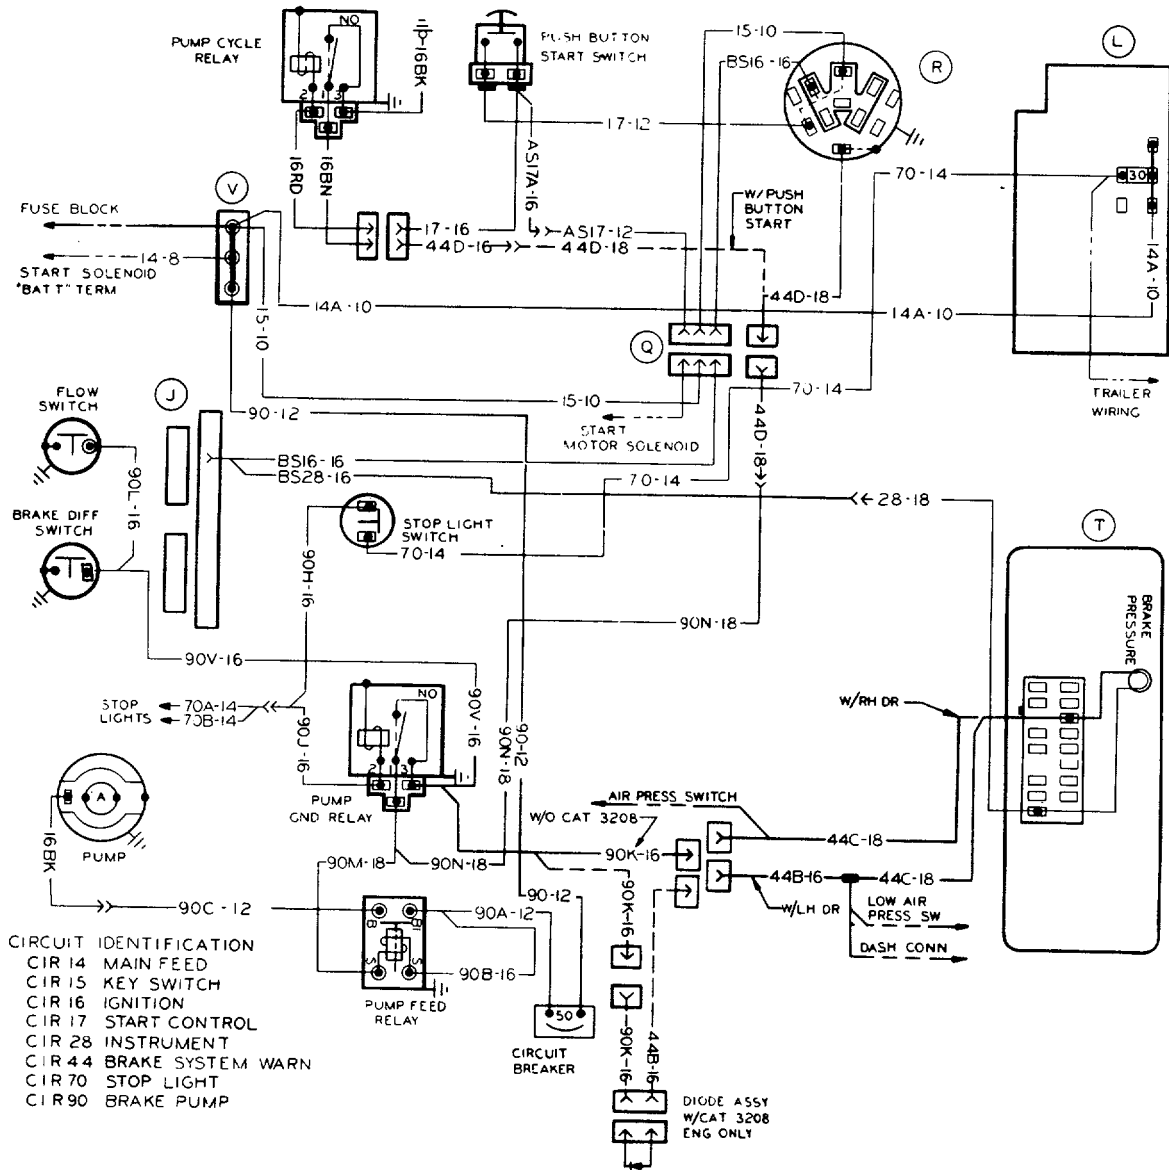 PUMP CYCLE
RELAY
NO
2
1
3
16BK
PUSH BUTTON
START SWITCH
15-10
BS16-16
R
L
17-12
16RD
16BN
AS17A-16
70-14
30
V
W/PUSH
BUTTON
START
FUSE BLOCK
17-16
AS17-12
44D-16
44D-18
14-8
START SOLENOID
"BATT" TERM
14A-10
15-10
14A-10
44D-18
14A-10
14A-10
Q
FLOW
SWITCH
J
15-10
70-14
TRAILER
WIRING
90-12
START
MOTOR SOLENOID
44D-18
BS16-16
BS28-16
70-14
90L-16
28-18
BRAKE DIFF
SWITCH
STOP LIGHT
SWITCH
70-14
T
90H-16
BRAKE
PRESSURE
90N-18
90V-16
NO
90V-16
W/RH DR
STOP
LIGHTS
70A-14
70B-14
90J-16
90N-18
90-12
2
1
3
PUMP
GND RELAY
AIR PRESS SWITCH
W/O CAT 3208
A
PUMP
16BK
44C-18
90M-18
90N-18
90K-16
44B-16
44C-18
90-12
90K-16
W/LH DR
LOW AIR
PRESS SW
90C-12
B
B1
90A-12
DASH CONN
S
S
90B-16
PUMP FEED
RELAY
50
CIRCUIT
BREAKER
90K-16
44B-16
DIODE ASSY
W/CAT 3208
ENG ONLY
CIRCUIT IDENTIFICATION
CIR 14 MAIN FEED
CIR 15 KEY SWITCH
CIR 16 IGNITION
CIR 17 START CONTROL
CIR 28 INSTRUMENT
CIR 44 BRAKE SYSTEM WARN
CIR 70 STOP LIGHT
CIR 90 BRAKE PUMP